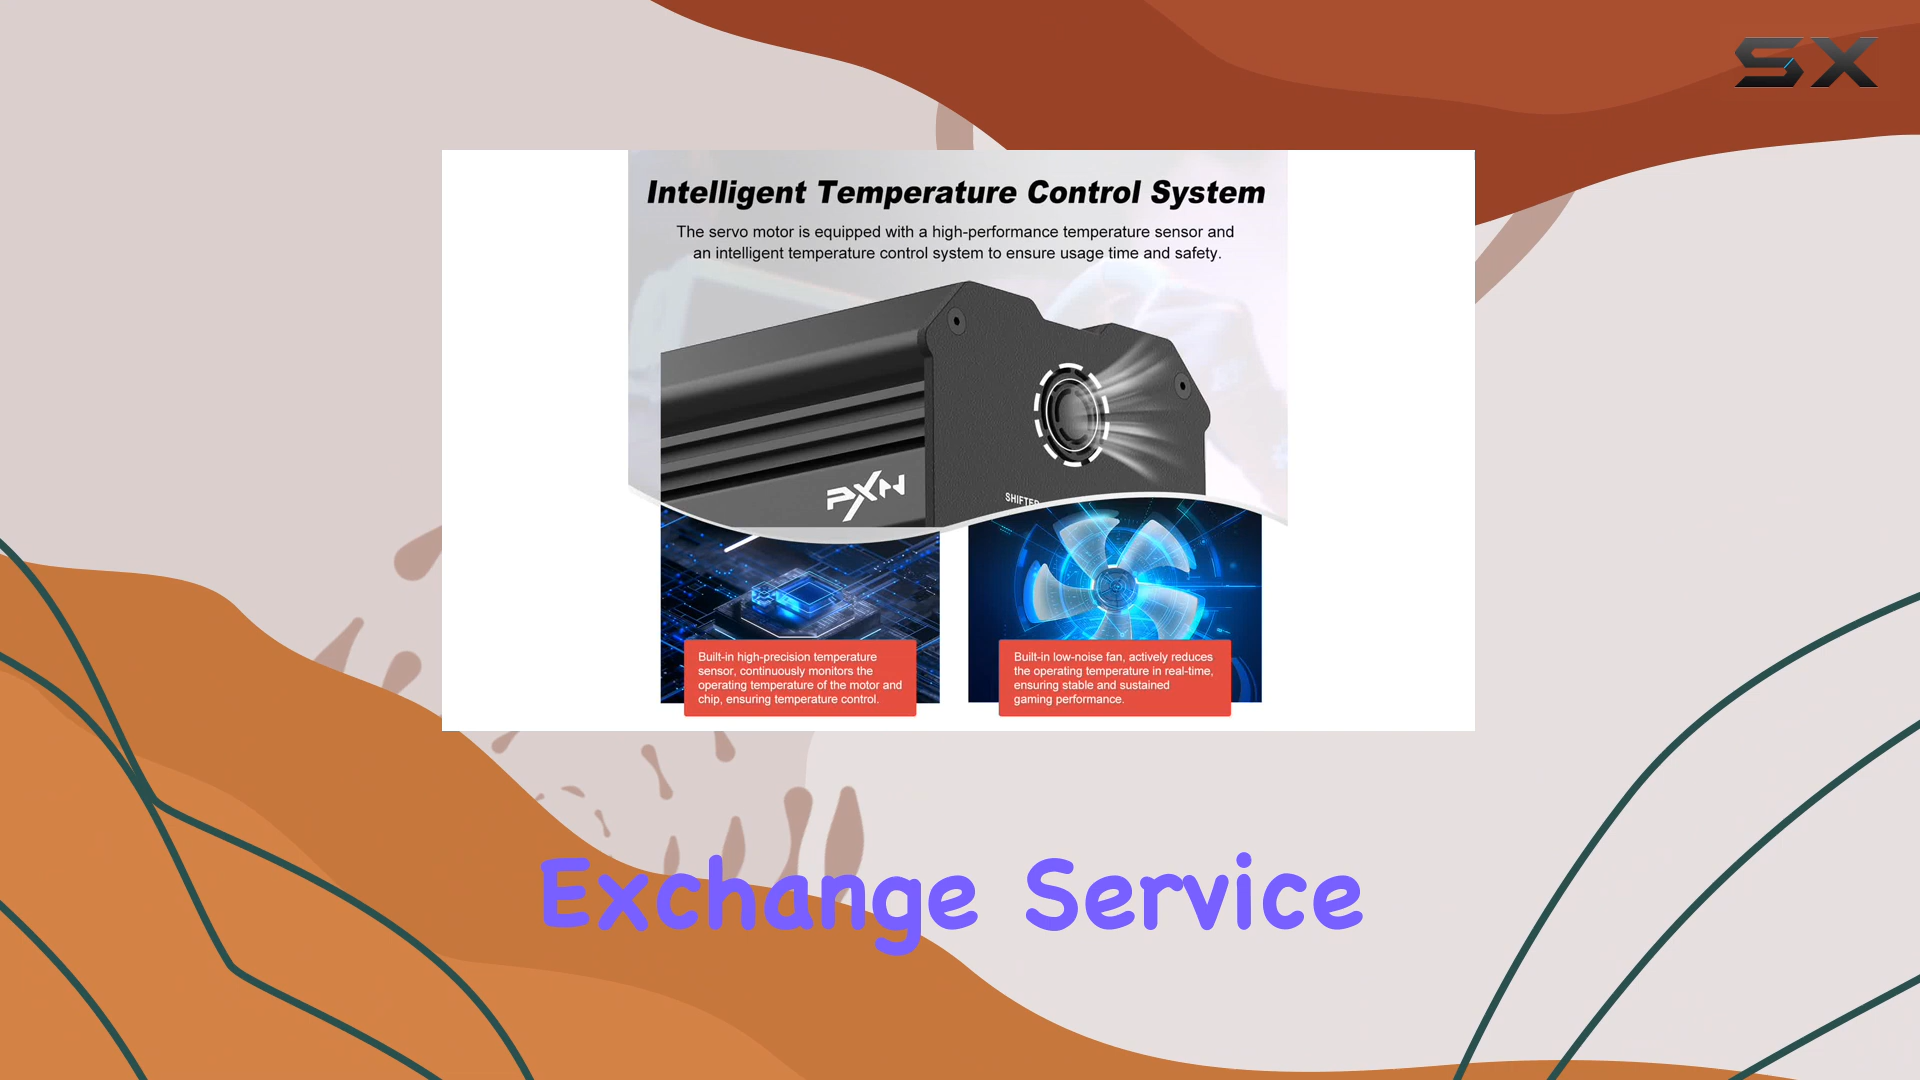 SX
Intelligent Temperature Control System
The servo motor is equipped with a high-performance temperature sensor and
an intelligent temperature control system to ensure usage time and safety.
PXN
SHIFTER
Built-in high-precision temperature
sensor, continuously monitors the
operating temperature of the motor and
chip, ensuring temperature control.
Built-in low-noise fan, actively reduces
the operating temperature in real-time,
ensuring stable and sustained
gaming performance.
Exchange Service